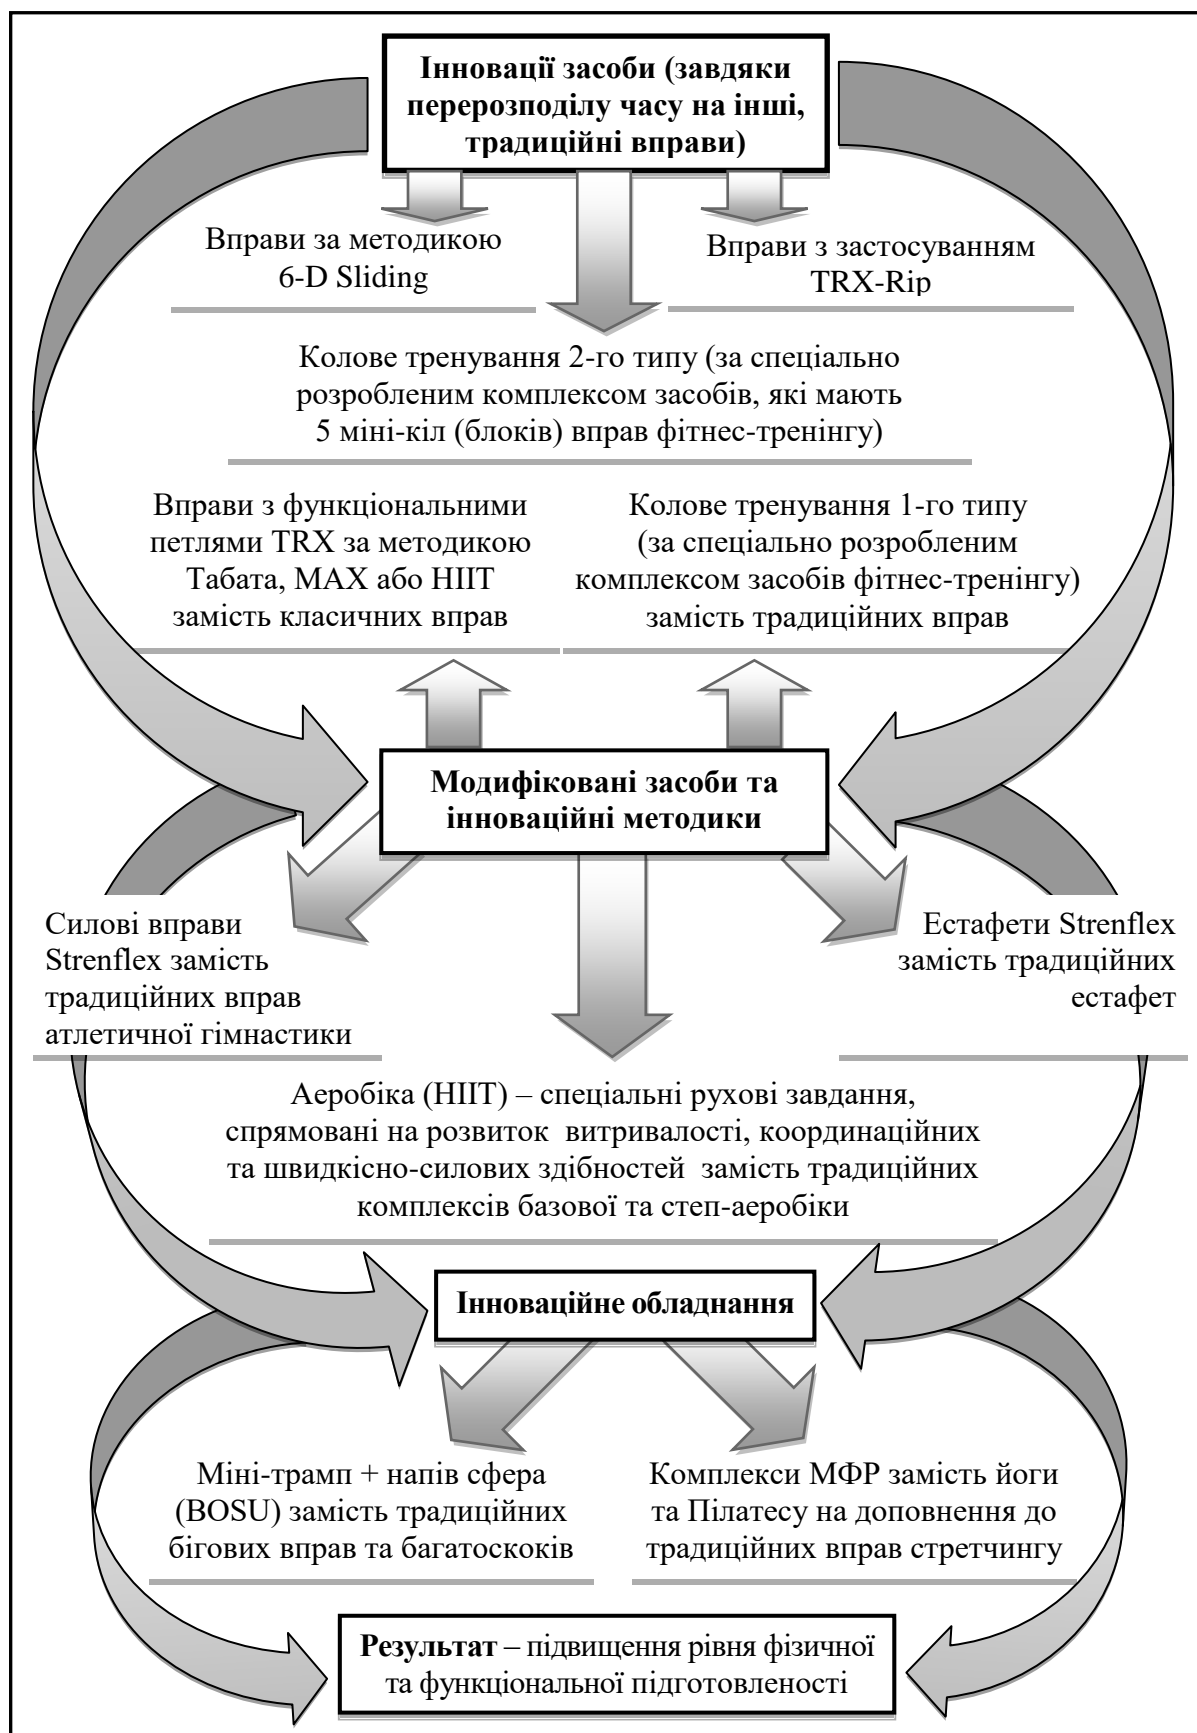 Інновації засоби (завдяки
перерозподілу часу на інші,
традиційні вправи)
Вправи за методикою
6-D Sliding
Вправи з застосуванням
TRX-Rip
Колове тренування 2-го типу (за спеціально
розробленим комплексом засобів, які мають
5 міні-кіл (блоків) вправ фітнес-тренінгу)
Вправи з функціональними
петлями TRX за методикою
Табата, МАХ або НІІТ
замість класичних вправ
Колове тренування 1-го типу
(за спеціально розробленим
комплексом засобів фітнес-тренінгу)
замість традиційних вправ
Модифіковані засоби та
інноваційні методики
Силові вправи
Strenflex замість
традиційних вправ
атлетичної гімнастики
Естафети Strenflex
замість традиційних
естафет
Аеробіка (НІІТ) – спеціальні рухові завдання,
спрямовані на розвиток витривалості, координаційних
та швидкісно-силових здібностей замість традиційних
комплексів базової та степ-аеробіки
Інноваційне обладнання
Міні-трамп + напів сфера
(BOSU) замість традиційних
бігових вправ та багатоскоків
Комплекси МФР замість йоги
та Пілатесу на доповнення до
традиційних вправ стретчингу
Результат – підвищення рівня фізичної
та функціональної підготовленості